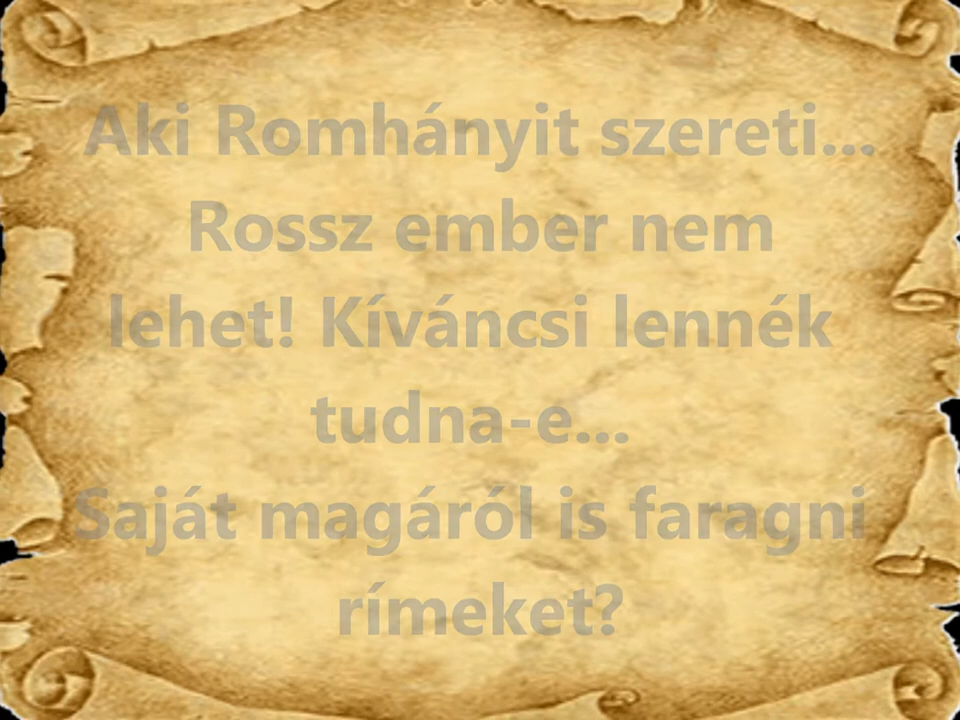 Aki Romhányit szereti...
Rossz ember nem
lehet! Kíváncsi lennék
tudna-e...
Saját magáról is faragni
rímeket?